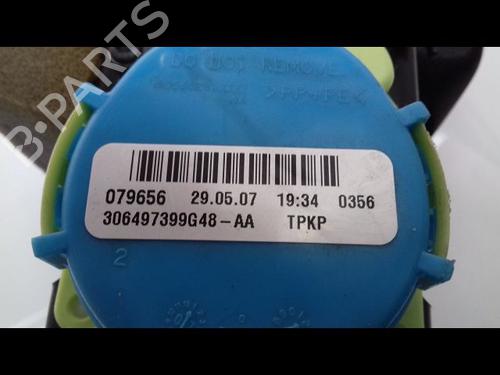 DO NOT REMOVE
>PP+PE<
079656 29.05.07 19:34 0356
306497399G48-AA TPKP
2
B-PARTS